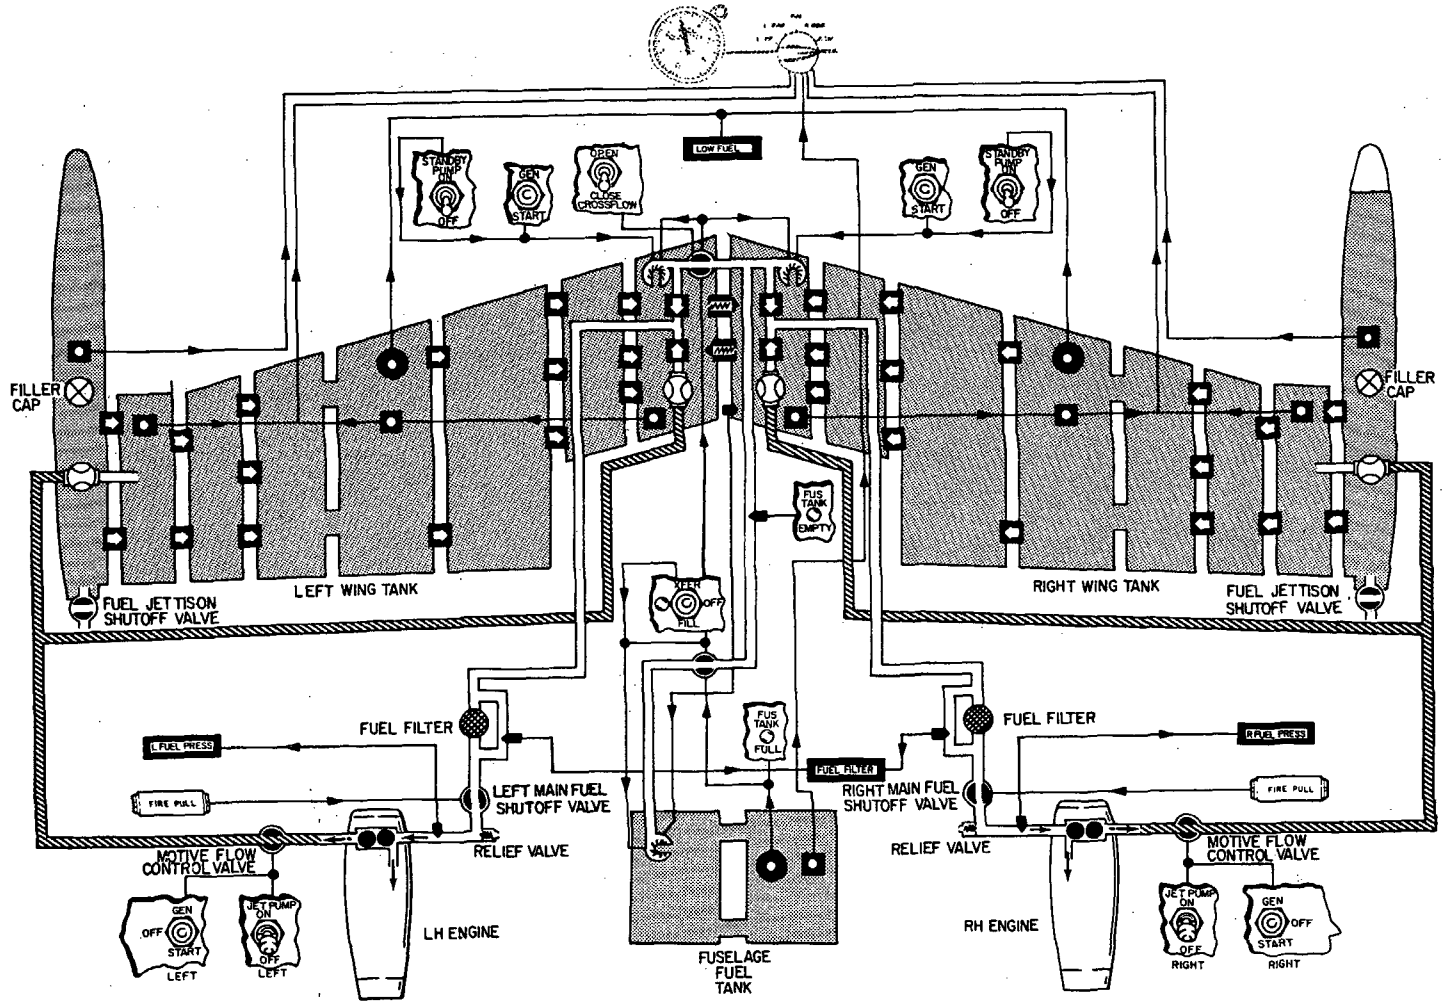 LOW FUEL
STANDBY
PUMP
ON
OFF
GEN
START
OPEN
CLOSE
CROSSFLOW
GEN
START
STANDBY
PUMP
ON
OFF
FILLER
CAP
FILLER
CAP
FUS
TANK
EMPTY
LEFT WING TANK
RIGHT WING TANK
FUEL JETTISON
SHUTOFF VALVE
FUEL JETTISON
SHUTOFF VALVE
XFER
OFF
FILL
FUEL FILTER
FUS
TANK
FULL
FUEL FILTER
L FUEL PRESS
R FUEL PRESS
FUEL FILTER
FIRE PULL
LEFT MAIN FUEL
SHUTOFF VALVE
RIGHT MAIN FUEL
SHUTOFF VALVE
FIRE PULL
RELIEF VALVE
RELIEF VALVE
MOTIVE FLOW
CONTROL VALVE
MOTIVE FLOW
CONTROL VALVE
GEN
OFF
START
LEFT
JET PUMP
ON
OFF
LEFT
LH ENGINE
FUSELAGE
FUEL
TANK
RH ENGINE
JET PUMP
ON
OFF
RIGHT
GEN
OFF
START
RIGHT